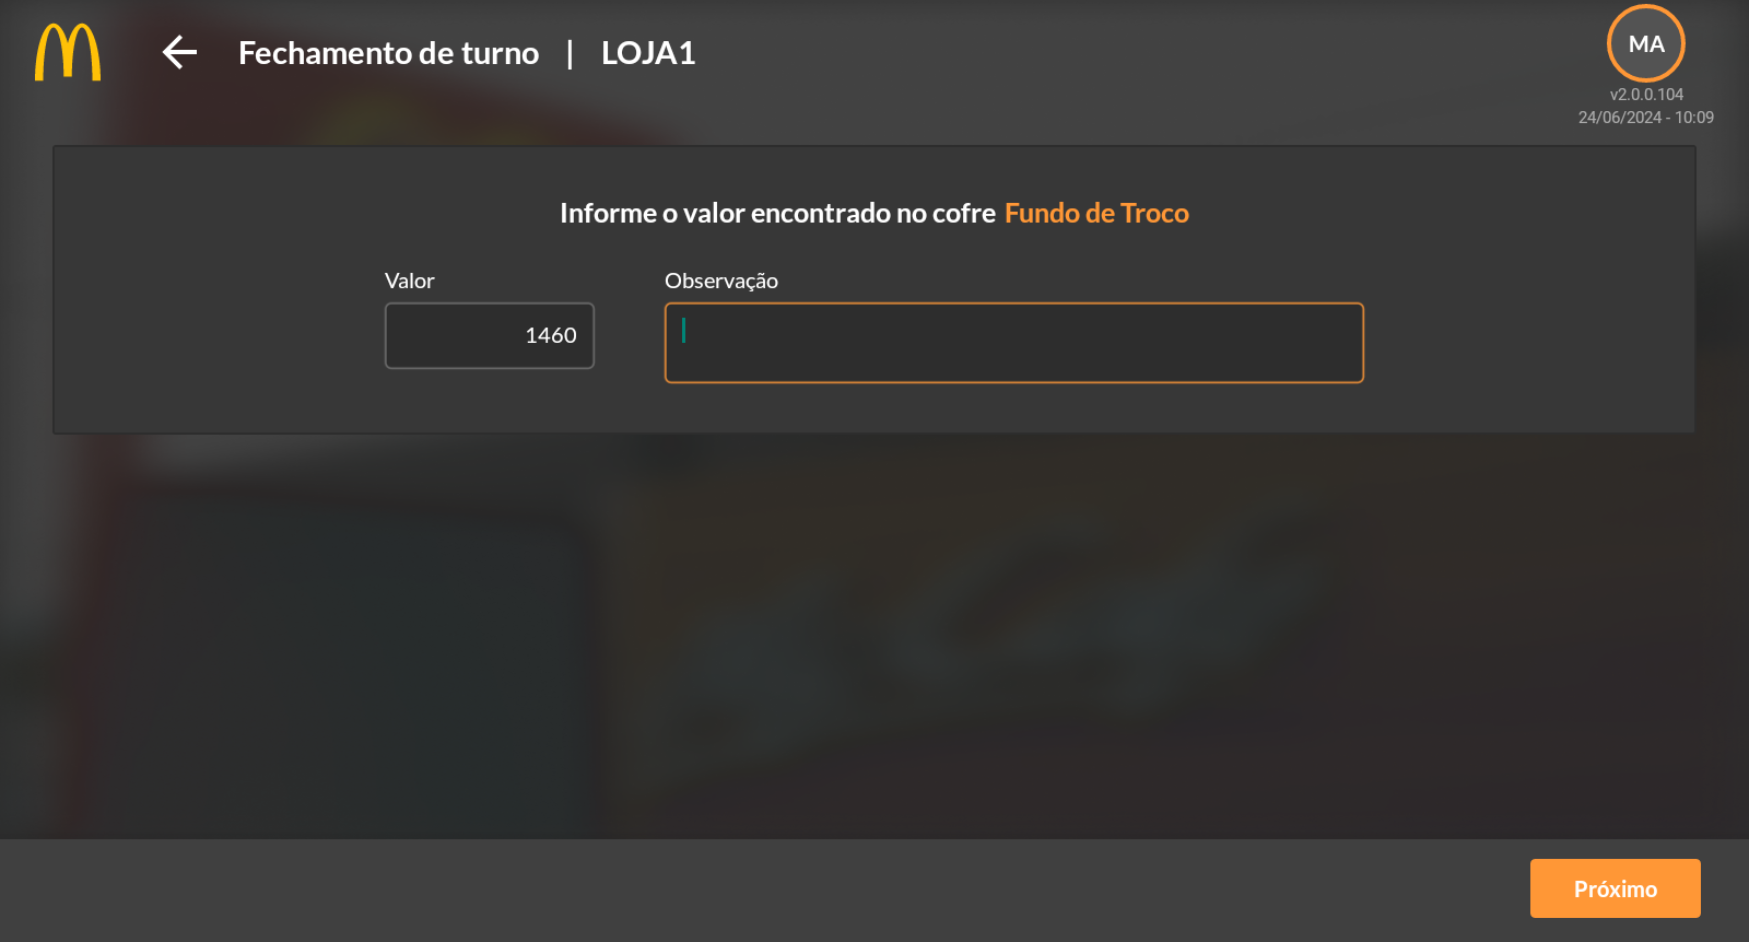 Fechamento de turno | LOJA1
MA
v2.0.0.104
24/06/2024 - 10:09
Informe o valor encontrado no cofre Fundo de Troco
Valor
Observação
1460
Próximo